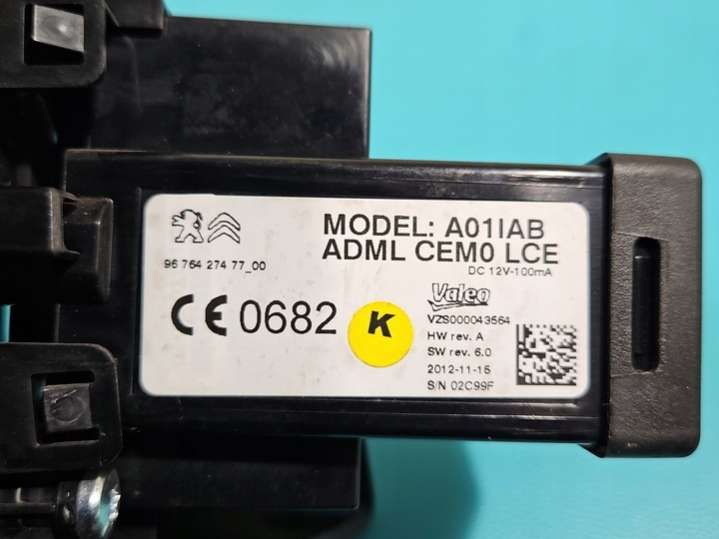 MODEL: A01IAB
ADML CEM0 LCE
DC 12V-100mA
96 764 274 77_00
CE 0682
K
Valeo
VZS000043564
HW rev. A
SW rev. 6.0
2012-11-15
S/N 02C99F